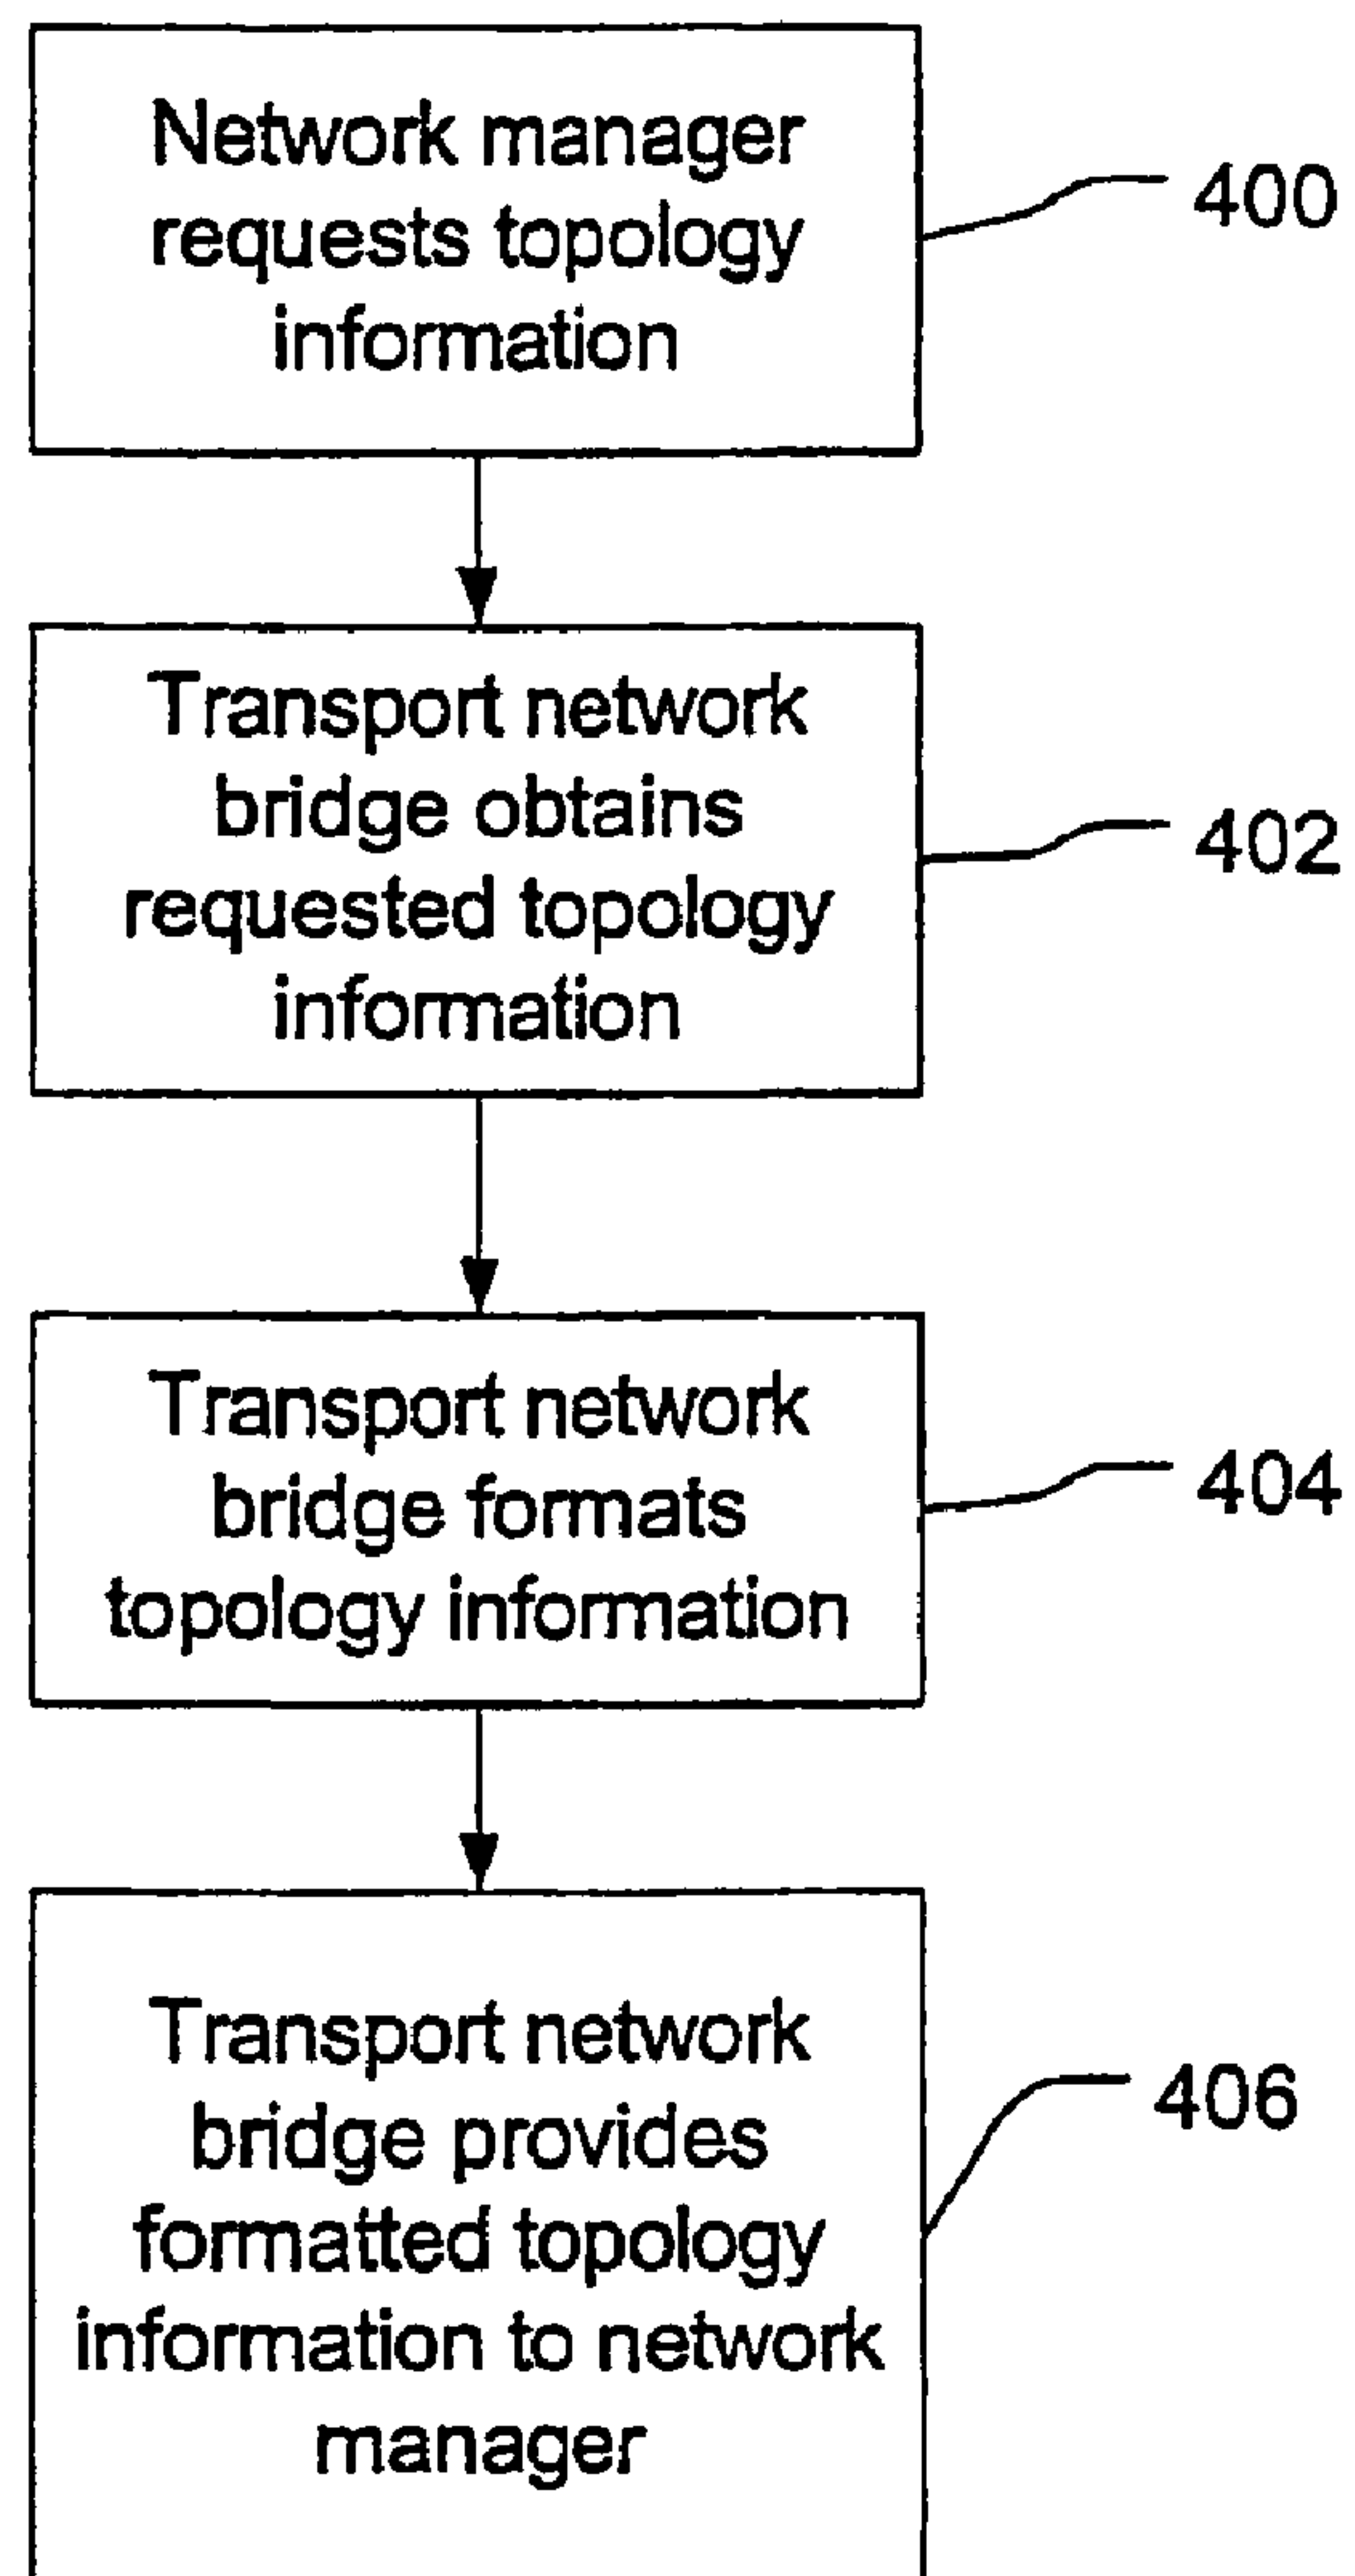 Network manager
requests topology
information
400
Transport network
bridge obtains
requested topology
information
402
Transport network
bridge formats
topology information
404
Transport network
bridge provides
formatted topology
information to network
manager
406